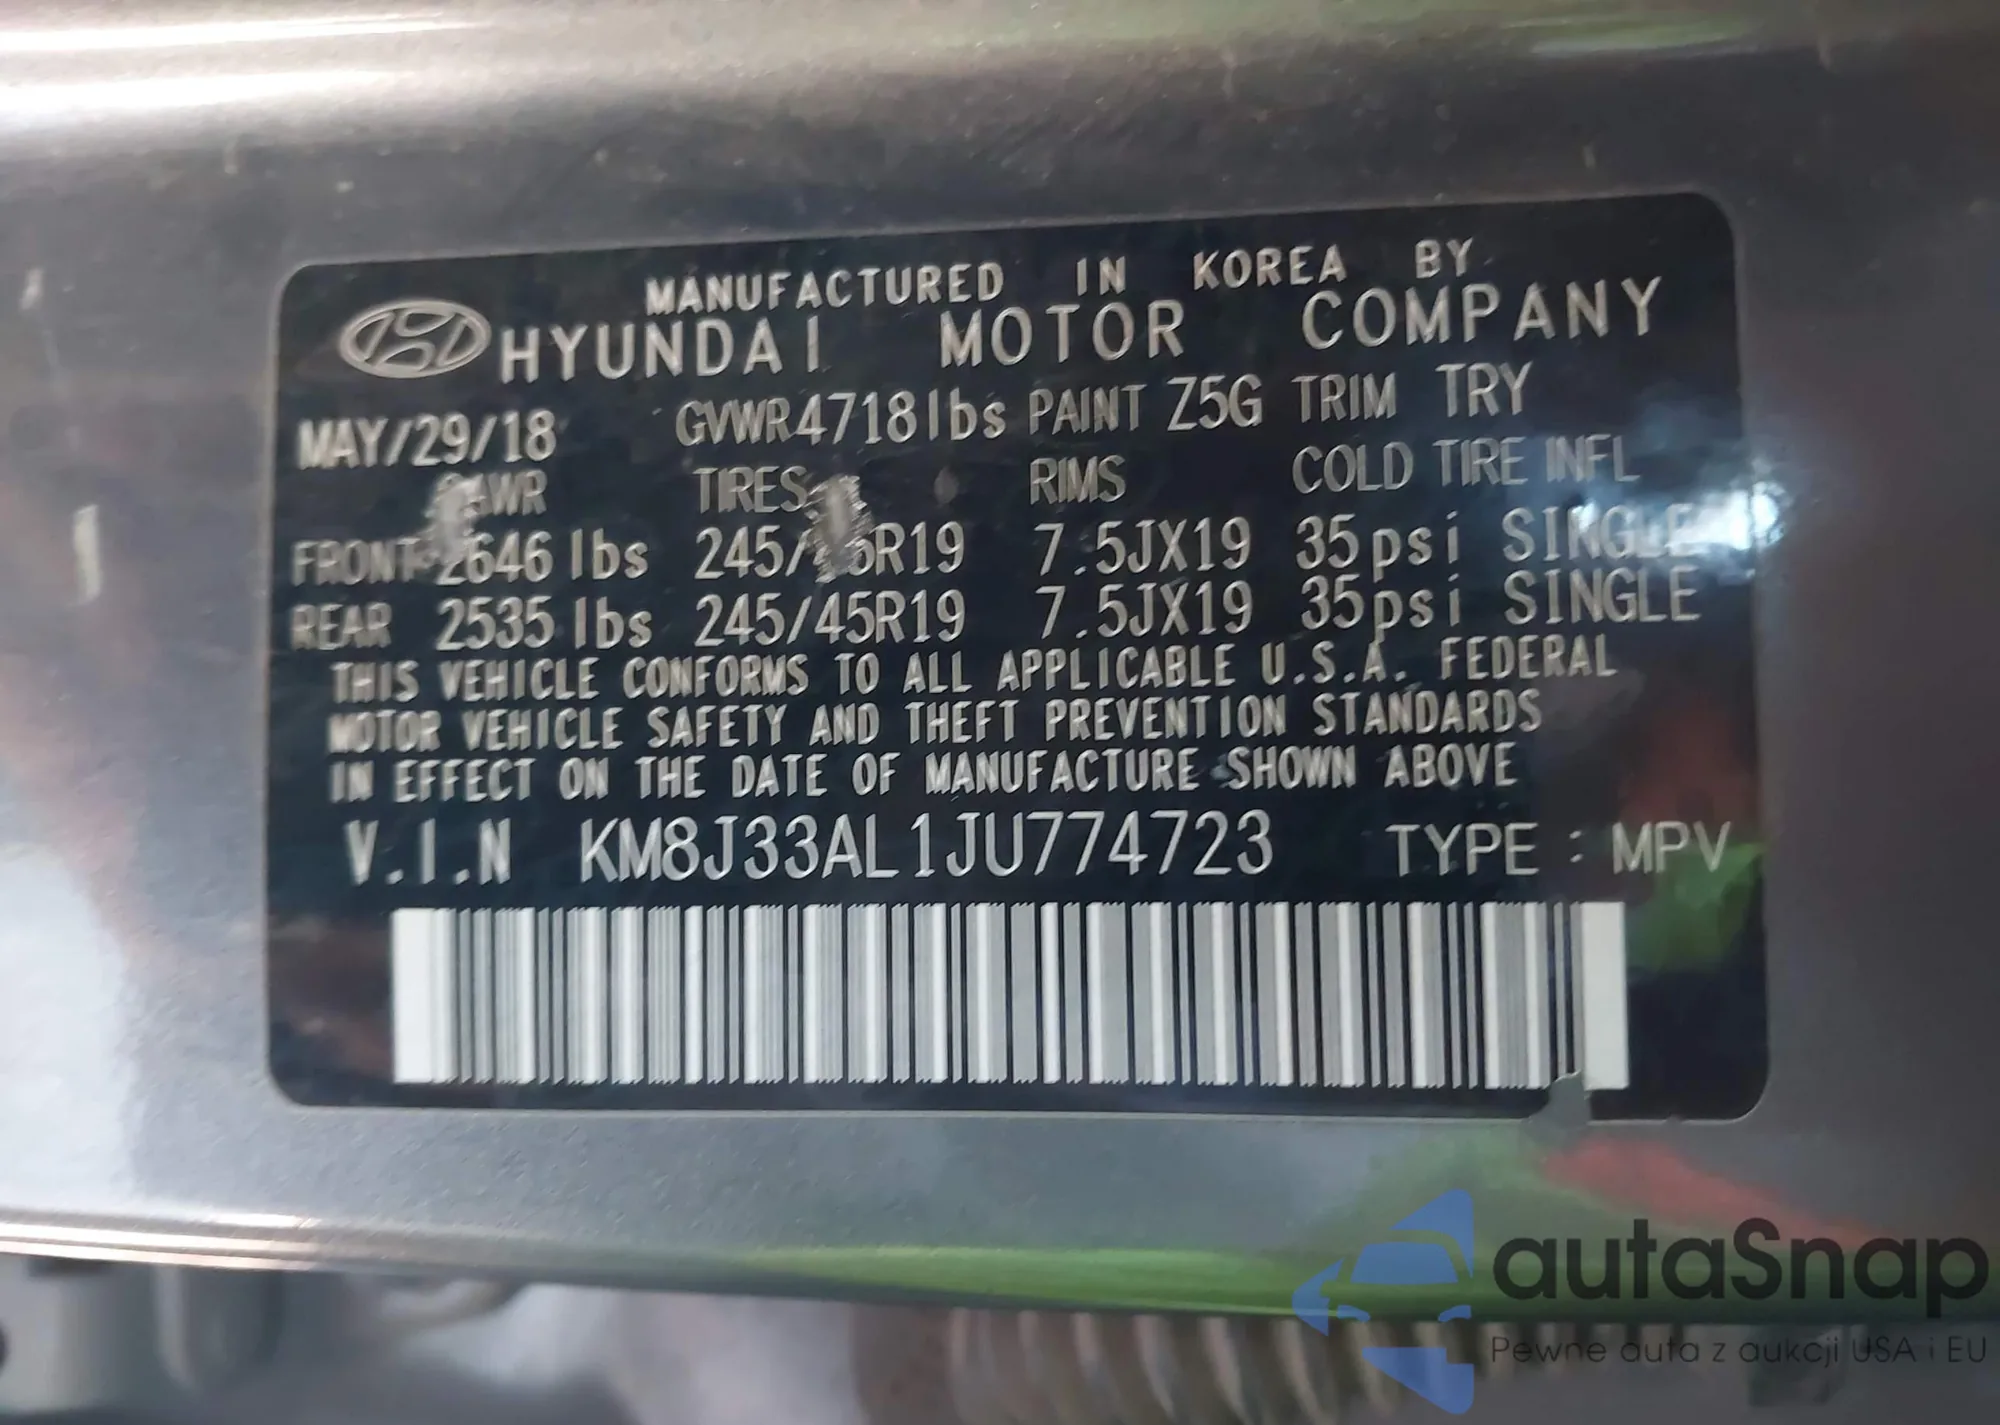 MANUFACTURED IN KOREA BY
HYUNDAI MOTOR COMPANY
MAY/29/18 GVWR4718lbs PAINT Z5G TRIM TRY
TIRES RIMS COLD TIRE INFL
FRONT 2646lbs 7.5JX19 35psi SINGLE
REAR 2535lbs 245/45R19 7.5JX19 35psi SINGLE
THIS VEHICLE CONFORMS TO ALL APPLICABLE U.S.A. FEDERAL
MOTOR VEHICLE SAFETY AND THEFT PREVENTION STANDARDS
IN EFFECT ON THE DATE OF MANUFACTURE SHOWN ABOVE
V.I.N KM8J33AL1JU774723 TYPE : MPV
autaSnap
Pewne auta z aukcji USA i EU